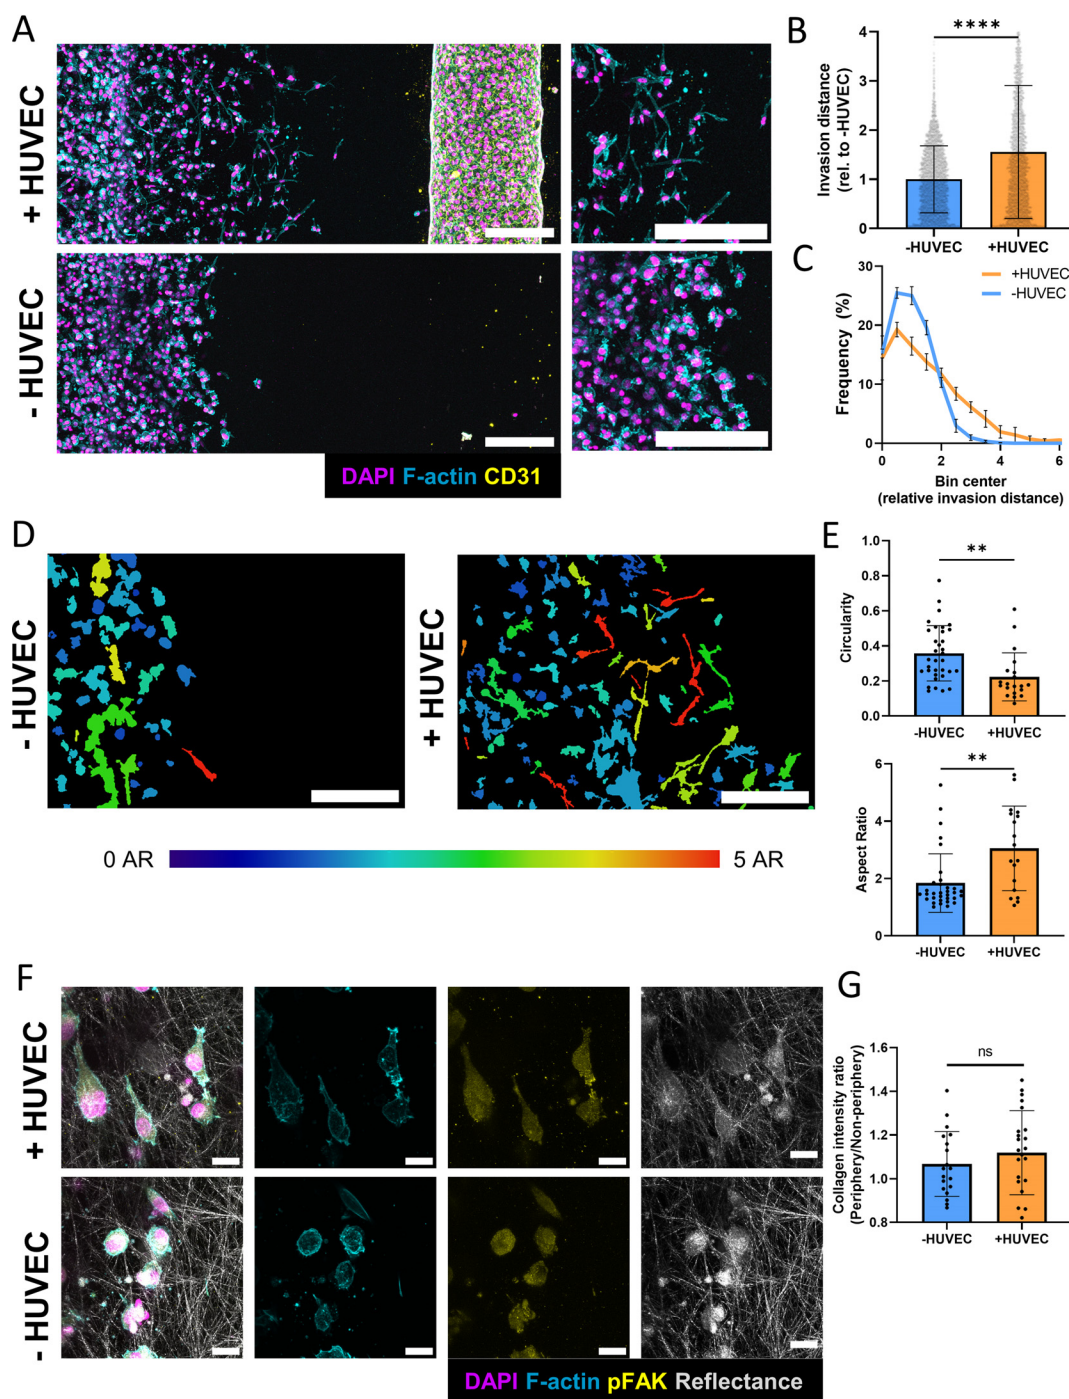 A
+ HUVEC
- HUVEC
DAPI F-actin CD31
B
****
Invasion distance
(rel. to -HUVEC)
4
3
2
1
0
-HUVEC
+HUVEC
C
+HUVEC
-HUVEC
Frequency (%)
30
20
10
0
0
2
4
6
Bin center
(relative invasion distance)
D
- HUVEC
+ HUVEC
0 AR
5 AR
E
**
Circularity
1.0
0.8
0.6
0.4
0.2
0.0
-HUVEC
+HUVEC
**
Aspect Ratio
6
4
2
0
-HUVEC
+HUVEC
F
+ HUVEC
- HUVEC
DAPI F-actin pFAK Reflectance
G
ns
Collagen intensity ratio
(Periphery/Non-periphery)
1.6
1.4
1.2
1.0
0.8
-HUVEC
+HUVEC